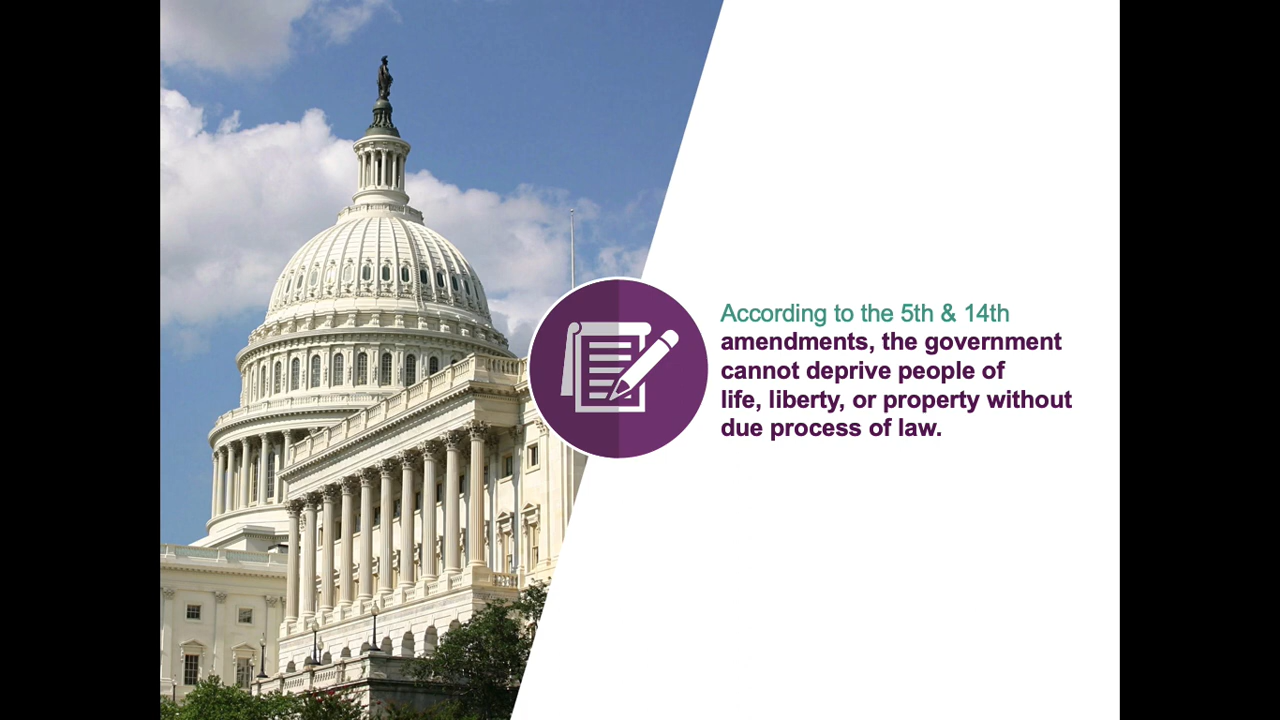 According to the 5th & 14th
amendments, the government
cannot deprive people of
life, liberty, or property without
due process of law.